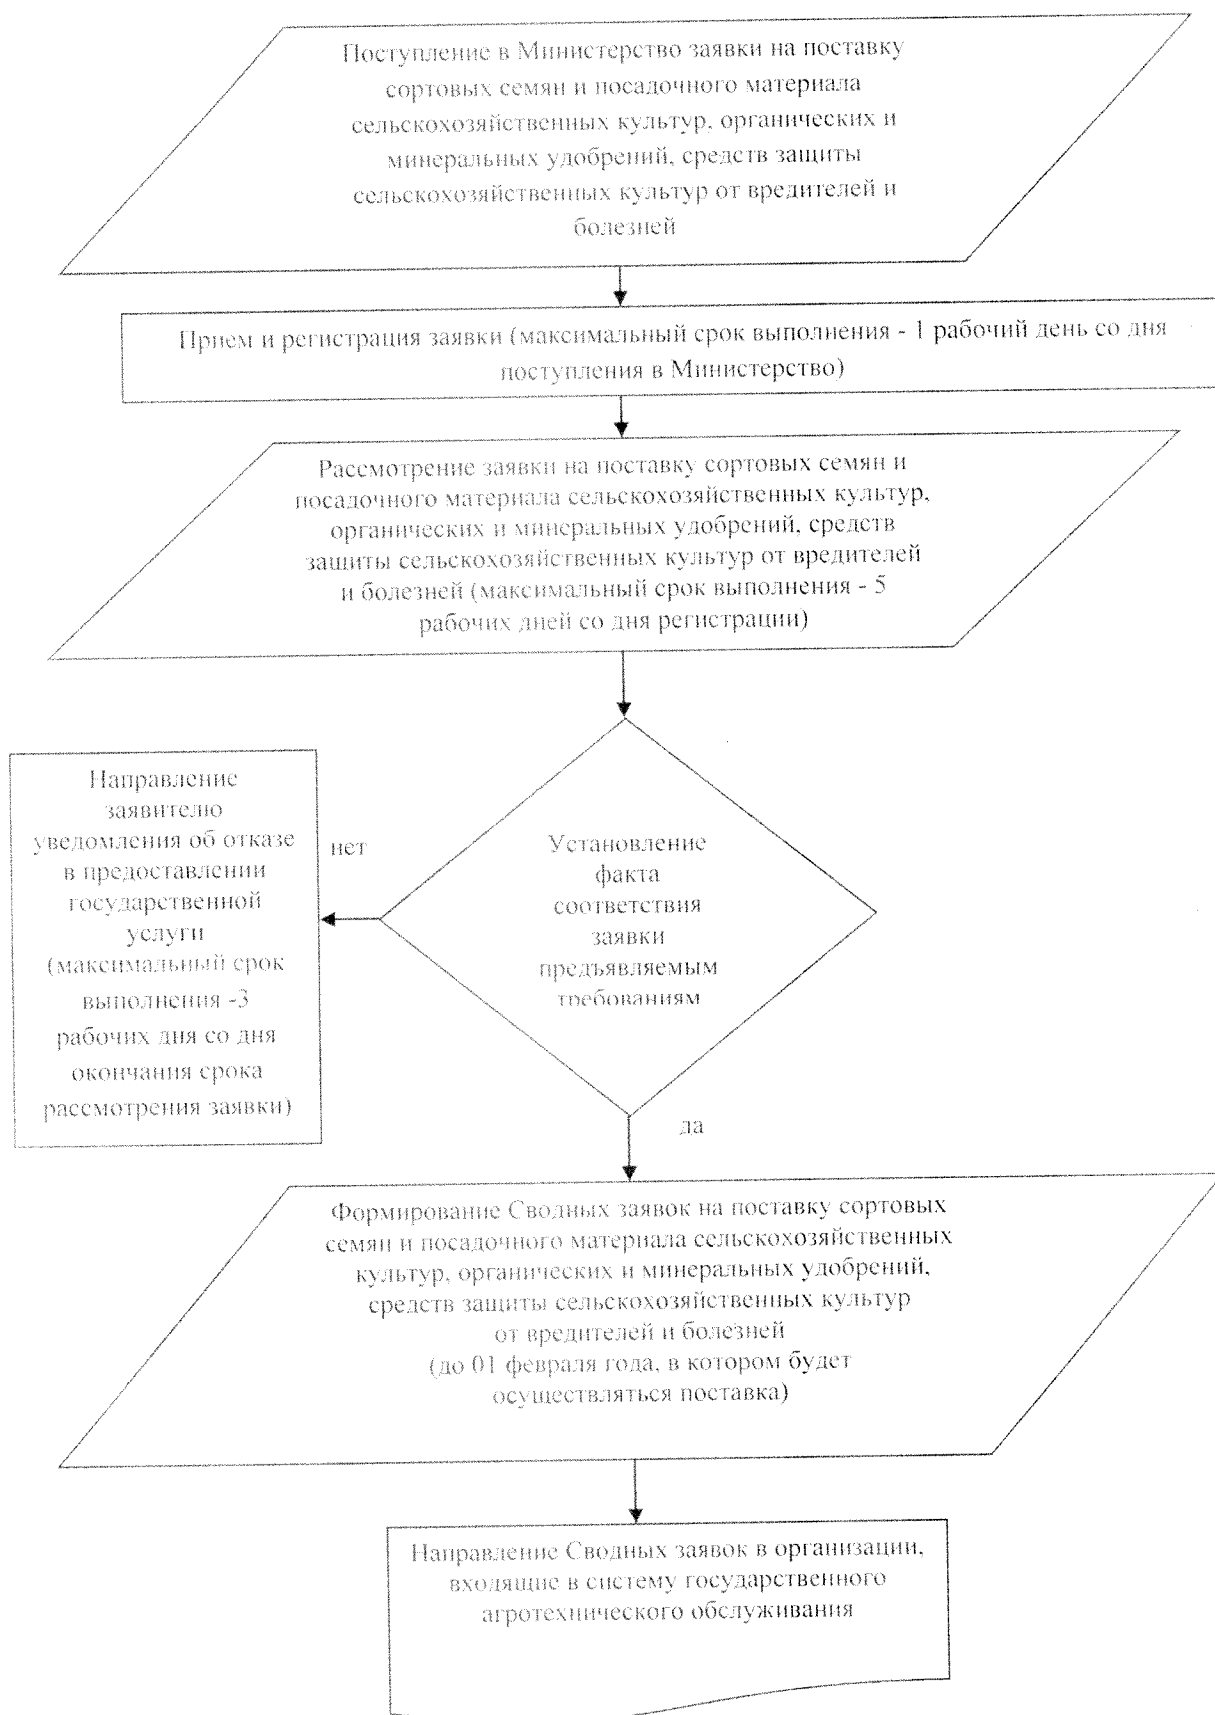 Поступление в Министерство заявки на поставку
сортовых семян и посадочного материала
сельскохозяйственных культур, органических и
минеральных удобрений, средств защиты
сельскохозяйственных культур от вредителей и
болезней
Прием и регистрация заявки (максимальный срок выполнения - 1 рабочий день со дня
поступления в Министерство)
Рассмотрение заявки на поставку сортовых семян и
посадочного материала сельскохозяйственных культур,
органических и минеральных удобрений, средств
защиты сельскохозяйственных культур от вредителей
и болезней (максимальный срок выполнения - 5
рабочих дней со дня регистрации)
Направление
заявителю
уведомления об отказе
в предоставлении
государственной
услуги
(максимальный срок
выполнения -3
рабочих дня со дня
окончания срока
рассмотрения заявки)
нет
Установление
факта
соответствия
заявки
предъявляемым
требованиям
да
Формирование Сводных заявок на поставку сортовых
семян и посадочного материала сельскохозяйственных
культур, органических и минеральных удобрений,
средств защиты сельскохозяйственных культур
от вредителей и болезней
(до 01 февраля года, в котором будет
осуществляться поставка)
Направление Сводных заявок в организации,
входящие в систему государственного
агротехнического обслуживания